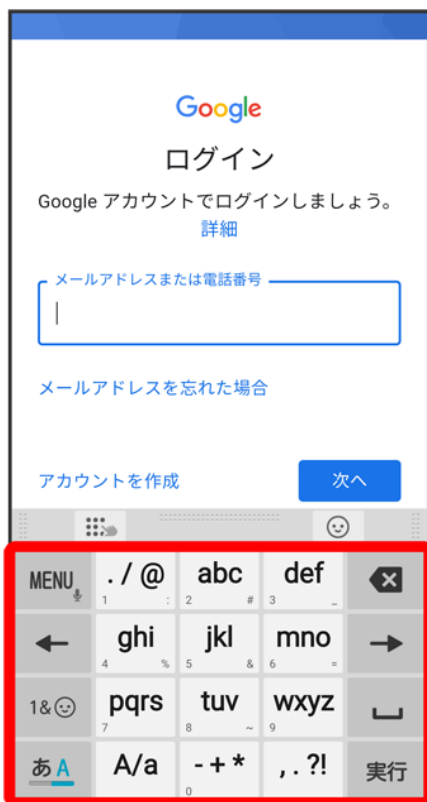 Google
ログイン
Google アカウントでログインしましょう。
詳細
メールアドレスまたは電話番号
メールアドレスを忘れた場合
アカウントを作成 次へ
MENU . / @ abc def
1 : 2 # 3 _
ghi jkl mno
4 % 5 & 6 =
1& pqrs tuv wxyz
7 8 ~ 9
あA A/a - + * , . ?! 実行
0